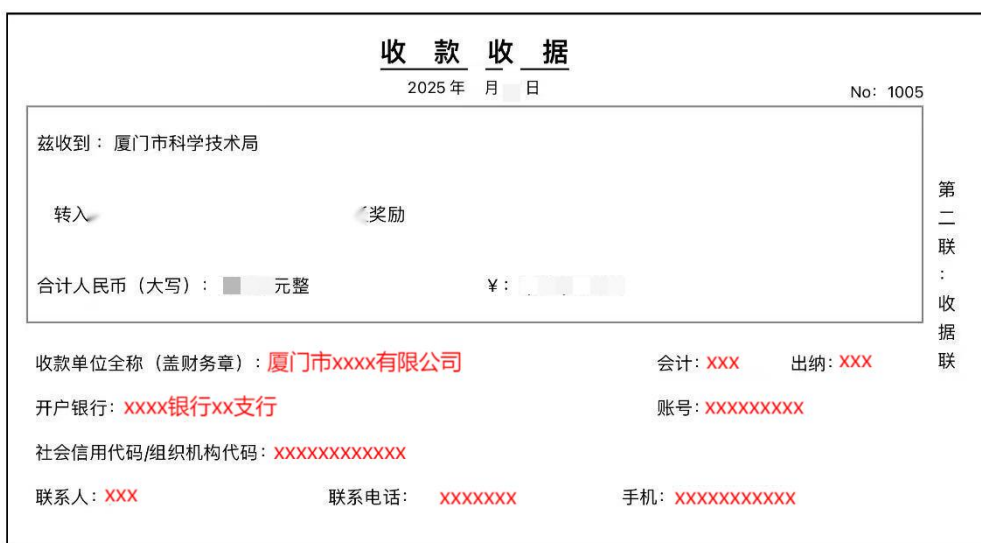 收 款 收 据
2025 年 月 日
No: 1005
兹收到：厦门市科学技术局
转入 奖励
合计人民币（大写）： 元整 ￥：
第二联：收据联
收款单位全称（盖财务章）：厦门市xxxx有限公司 会计：xxx 出纳：xxx
开户银行：xxxx银行xx支行 账号：xxxxxxxxx
社会信用代码/组织机构代码：xxxxxxxxxxxx
联系人：xxx 联系电话： xxxxxxx 手机：xxxxxxxxxxx